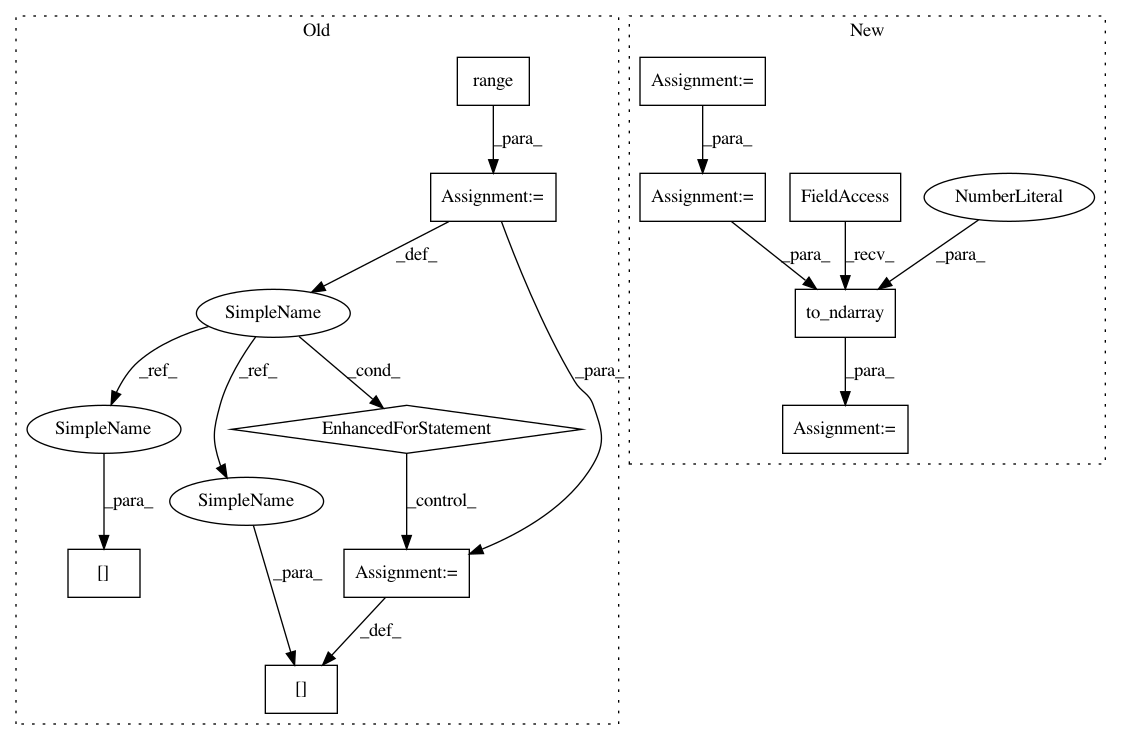 Old
New
range
Assignment:=
_para_
_para_
Assignment:=
Assignment:=
FieldAccess
NumberLiteral
_def_
_para_
_recv_
_para_
SimpleName
to_ndarray
_ref_
_ref_
_cond_
_para_
_para_
SimpleName
EnhancedForStatement
Assignment:=
SimpleName
_para_
_control_
[]
Assignment:=
_para_
_def_
[]